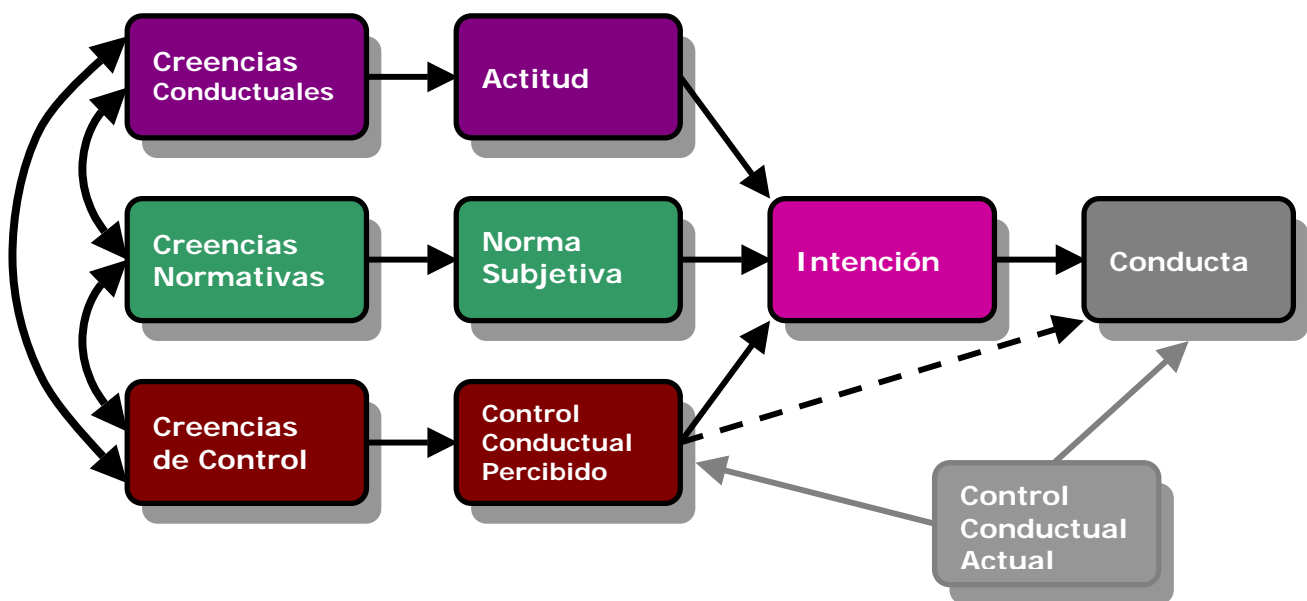 Creencias
Conductuales
Actitud
Creencias
Normativas
Norma
Subjetiva
Intención
Conducta
Creencias
de Control
Control
Conductual
Percibido
Control
Conductual
Actual